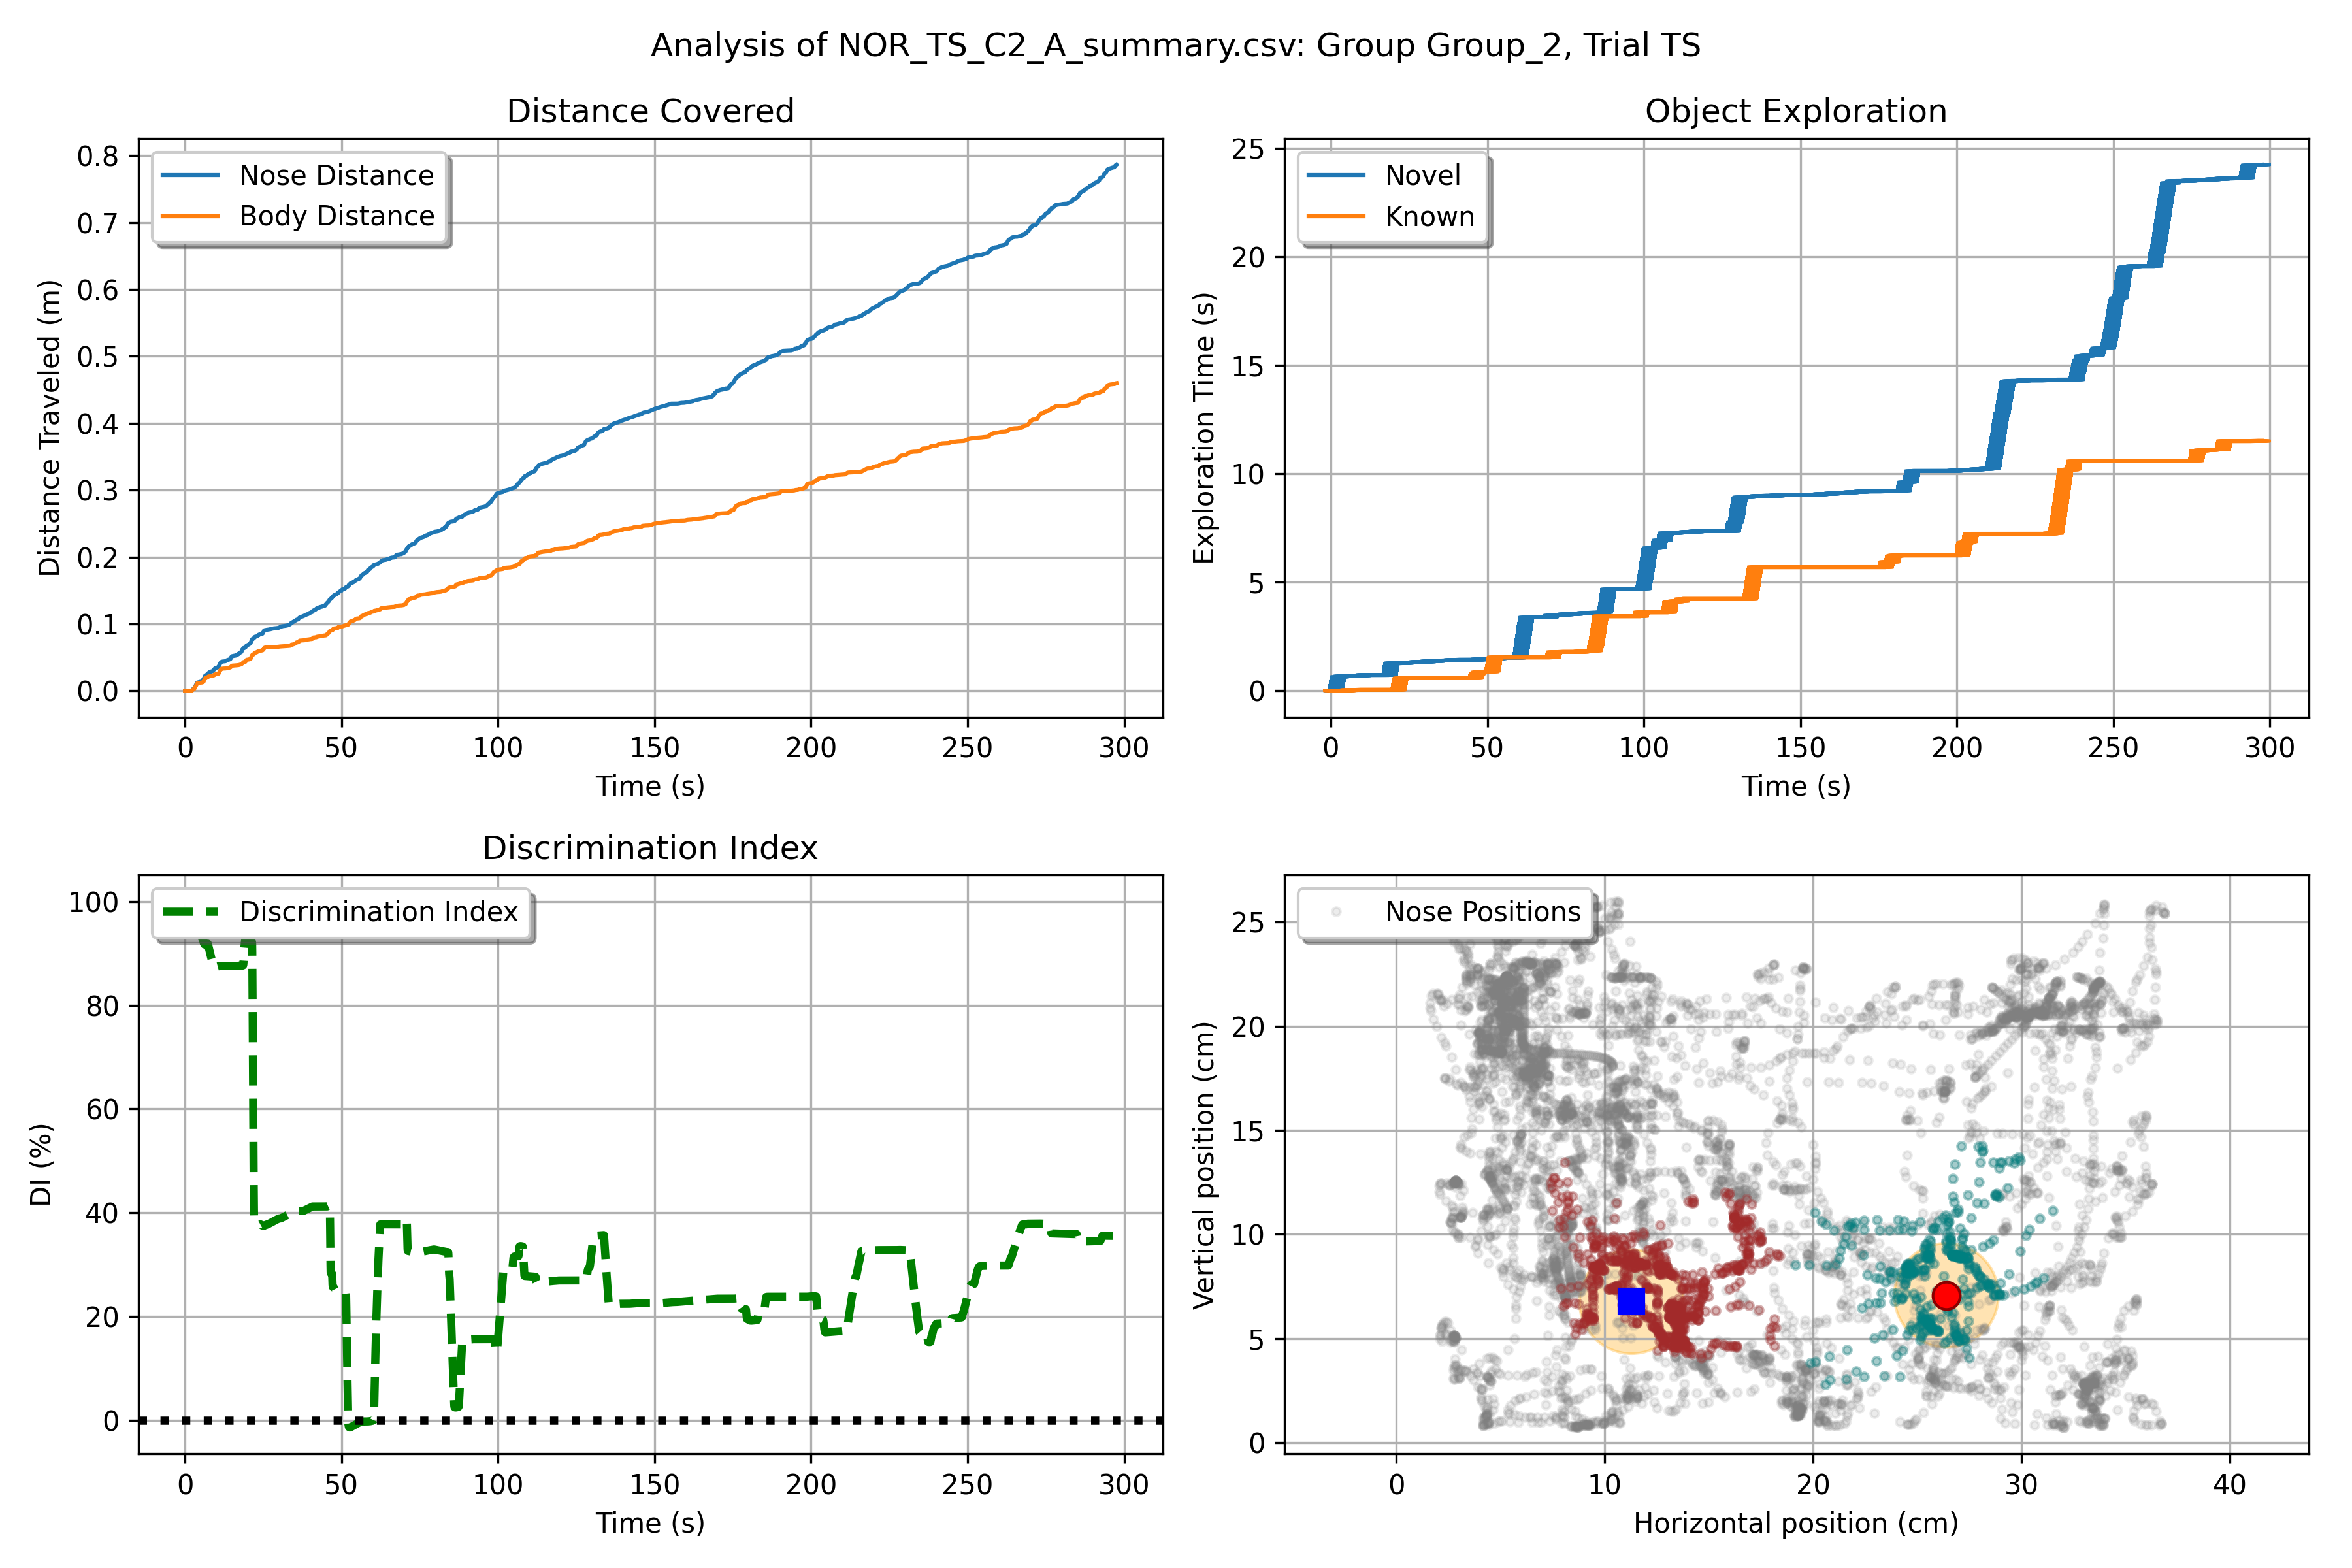 Analysis of NOR_TS_C2_A_summary.csv: Group Group_2, Trial TS
Distance Covered
0.8
0.7
0.6
0.5
0.4
0.3
0.2
0.1
0.0
Distance Traveled (m)
Nose Distance
Body Distance
0 50 100 150 200 250 300
Time (s)
Object Exploration
25
20
15
10
5
0
Exploration Time (s)
Novel
Known
0 50 100 150 200 250 300
Time (s)
Discrimination Index
100
80
60
40
20
0
DI (%)
Discrimination Index
0 50 100 150 200 250 300
Time (s)
25
20
15
10
5
0
Vertical position (cm)
Nose Positions
0 10 20 30 40
Horizontal position (cm)